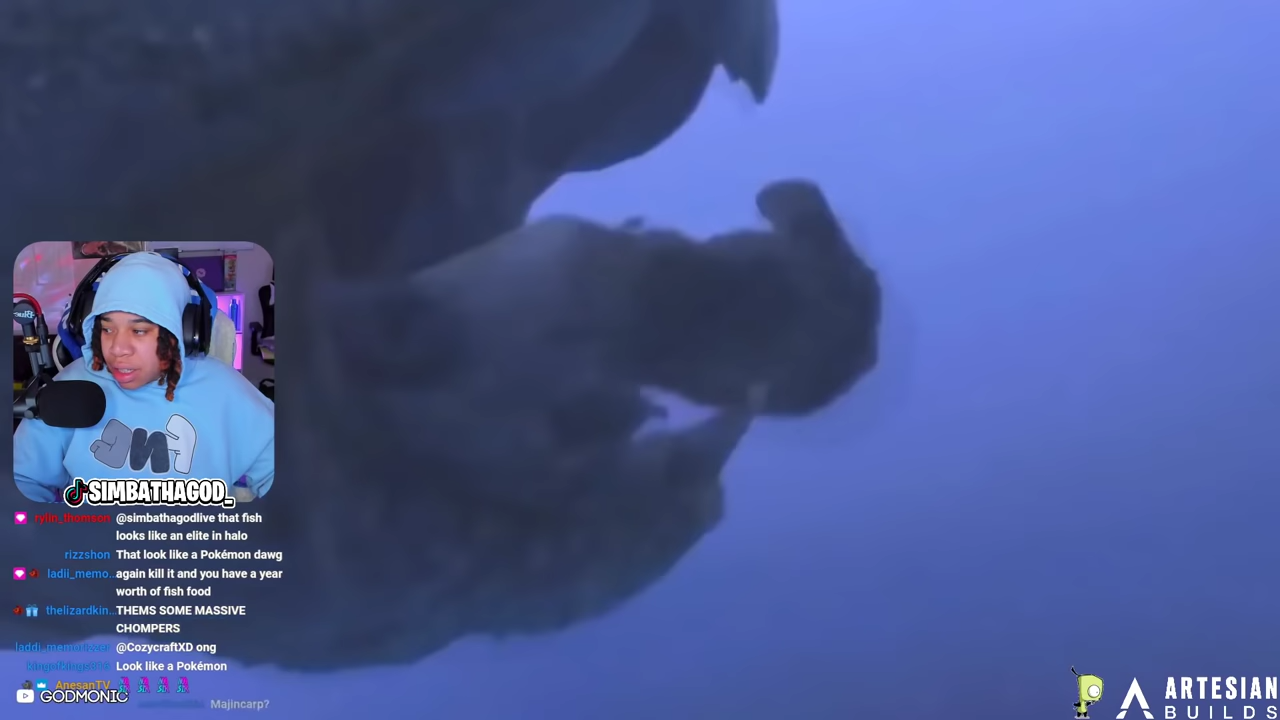 SIMBATHAGOD_
rylin_thomson @simbathagodlive that fish
looks like an elite in halo
rizzshon That look like a Pokémon dawg
ladii_memo... again kill it and you have a year
worth of fish food
thelizardkin... THEMS SOME MASSIVE
CHOMPERS
@CozycraftXD ong
Look like a Pokémon
AnesanTV
GODMONIC
Majincarp?
ARTESIAN
BUILDS